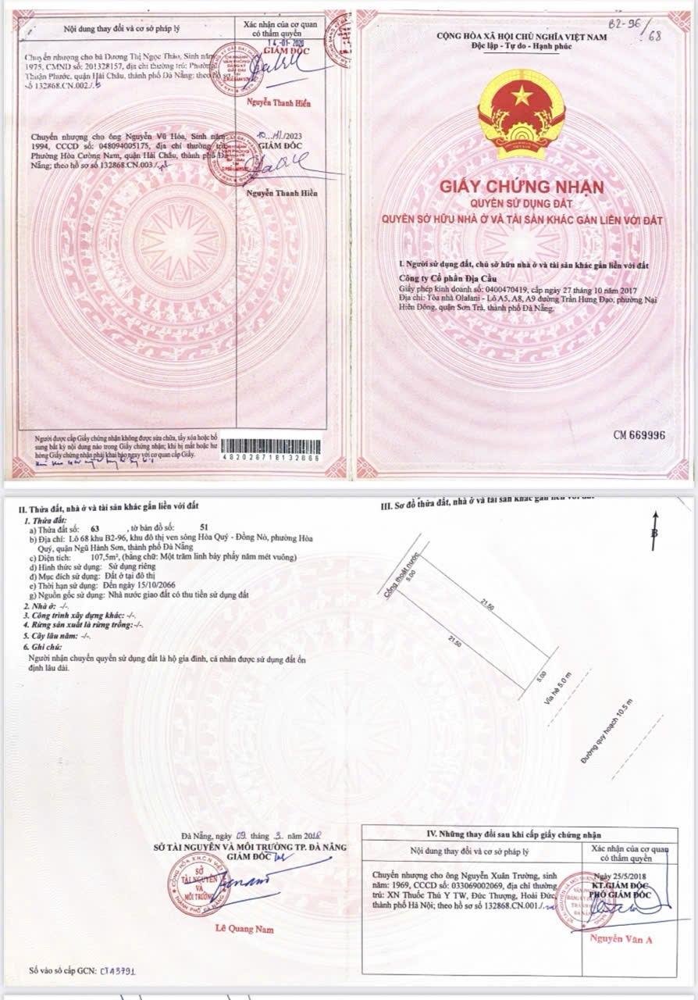 Nội dung thay đổi và cơ sở pháp lý
Xác nhận của cơ quan
có thẩm quyền
Chuyển nhượng cho bà Dương Thị Ngọc Thảo, Sinh năm
1975, CMND số: 201328157, địa chỉ thường trú: Phường
Thuận Phước, quận Hải Châu, thành phố Đà Nẵng; theo hồ sơ
số 132868.CN.002./.
14-01-2020
GIÁM ĐỐC
Nguyễn Thanh Hiền
Chuyển nhượng cho ông Nguyễn Vũ Hòa, Sinh năm:
1994, CCCD số: 048094005175, địa chỉ thường trú:
Phường Hòa Cường Nam, quận Hải Châu, thành phố Đà
Nẵng; theo hồ sơ số 132868.CN.003./.
/2023
GIÁM ĐỐC
Nguyễn Thanh Hiền
Người được cấp Giấy chứng nhận không được sửa chữa, tẩy xóa hoặc bổ
sung bất kỳ nội dung nào trong Giấy chứng nhận; khi bị mất hoặc hư
hỏng Giấy chứng nhận phải khai báo ngay với cơ quan cấp Giấy.
B2-96/68
CỘNG HÒA XÃ HỘI CHỦ NGHĨA VIỆT NAM
Độc lập - Tự do - Hạnh phúc
GIẤY CHỨNG NHẬN
QUYỀN SỬ DỤNG ĐẤT
QUYỀN SỞ HỮU NHÀ Ở VÀ TÀI SẢN KHÁC GẮN LIỀN VỚI ĐẤT
I. Người sử dụng đất, chủ sở hữu nhà ở và tài sản khác gắn liền với đất
Công ty Cổ phần Địa Cầu
Giấy phép kinh doanh số: 0400470419, cấp ngày 27 tháng 10 năm 2017
Địa chỉ: Tòa nhà Olalani - Lô A5, A8, A9 đường Trần Hưng Đạo, phường Nại
Hiên Đông, quận Sơn Trà, thành phố Đà Nẵng.
CM 669996
II. Thửa đất, nhà ở và tài sản khác gắn liền với đất
1. Thửa đất:
a) Thửa đất số: 63 , tờ bản đồ số: 51
b) Địa chỉ: Lô 68 khu B2-96, khu đô thị ven sông Hòa Quý - Đồng Nò, phường Hòa
Quý, quận Ngũ Hành Sơn, thành phố Đà Nẵng
c) Diện tích: 107,5m², (bằng chữ: Một trăm linh bảy phẩy năm mét vuông)
d) Hình thức sử dụng: Sử dụng riêng
đ) Mục đích sử dụng: Đất ở tại đô thị
e) Thời hạn sử dụng: Đến ngày 15/10/2066
g) Nguồn gốc sử dụng: Nhà nước giao đất có thu tiền sử dụng đất
2. Nhà ở: -/-.
3. Công trình xây dựng khác: -/-.
4. Rừng sản xuất là rừng trồng:-/-.
5. Cây lâu năm: -/-.
6. Ghi chú:
Người nhận chuyển quyền sử dụng đất là hộ gia đình, cá nhân được sử dụng đất ổn
định lâu dài.
Đà Nẵng, ngày 09 tháng 3 năm 2018
SỞ TÀI NGUYÊN VÀ MÔI TRƯỜNG TP. ĐÀ NẴNG
GIÁM ĐỐC
SỞ
TÀI NGUYÊN
VÀ
MÔI TRƯỜNG
Lê Quang Nam
Số vào sổ cấp GCN: CT43791
III. Sơ đồ thửa đất, nhà ở và tài sản khác gắn liền với đất
B
Cống thoát nước
5.00
21.50
21.50
5.00
Vỉa hè 5.0 m
Đường quy hoạch 10.5 m
IV. Những thay đổi sau khi cấp giấy chứng nhận
Nội dung thay đổi và cơ sở pháp lý
Xác nhận của cơ quan
có thẩm quyền
Chuyển nhượng cho ông Nguyễn Xuân Trường, sinh
năm: 1969, CCCD số: 033069002069, địa chỉ thường
trú: XN Thuốc Thú Y TW, Đức Thượng, Hoài Đức,
thành phố Hà Nội; theo hồ sơ số 132868.CN.001./.
Ngày 25/5/2018
KT.GIÁM ĐỐC
PHÓ GIÁM ĐỐC
Nguyễn Văn A